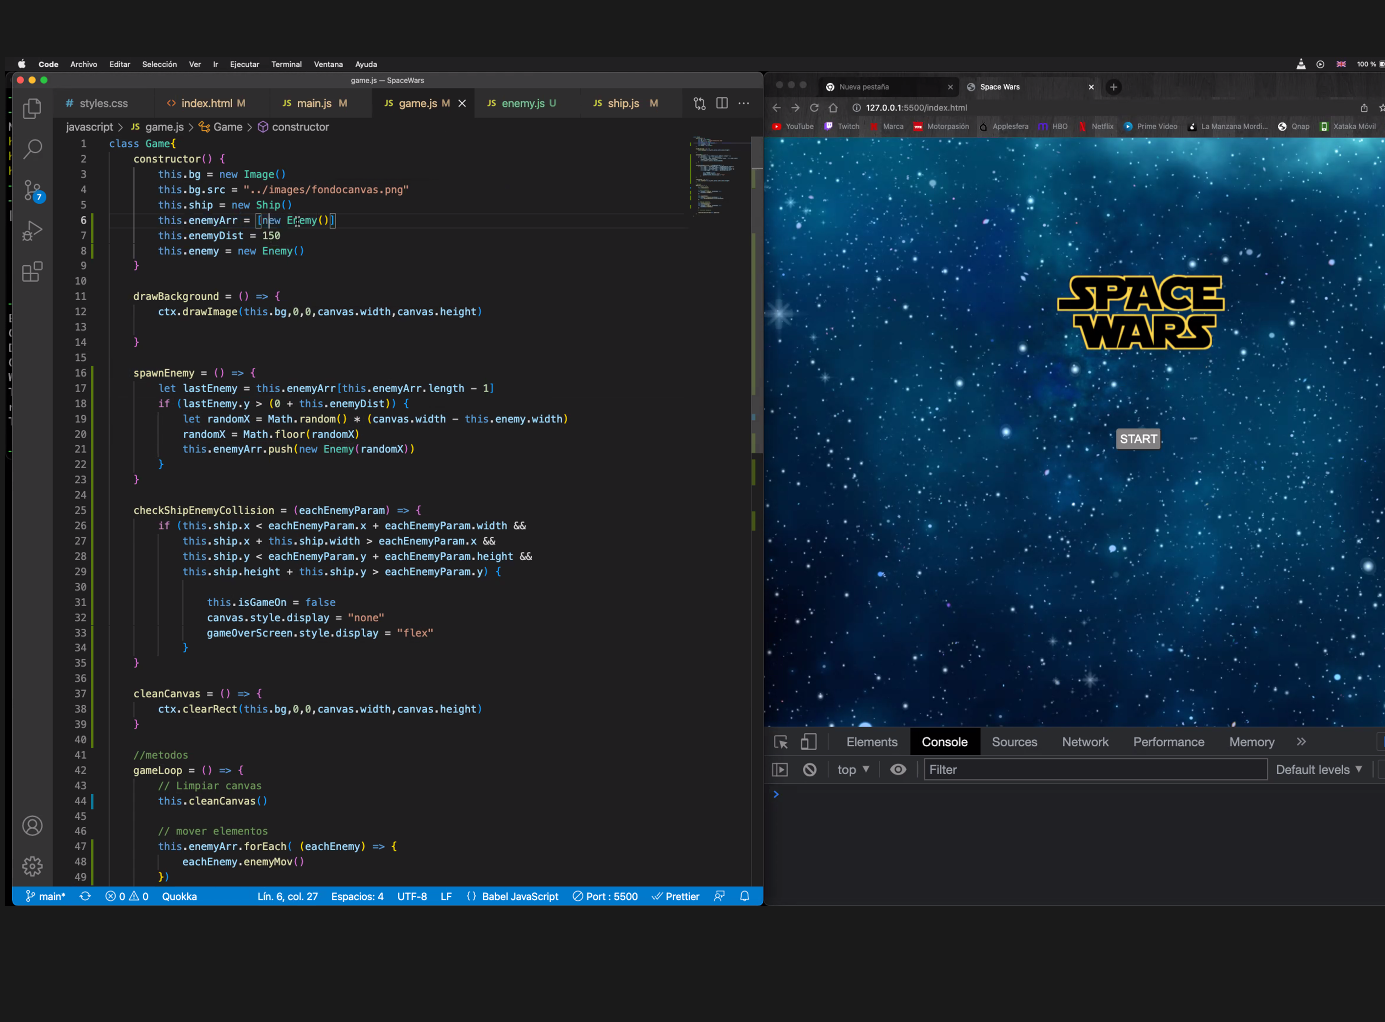 Code Archivo Editar Selección Ver Ir Ejecutar Terminal Ventana Ayuda
100 %
game.js — SpaceWars
styles.css
index.html M
main.js M
game.js M
enemy.js U
ship.js M
javascript > game.js > Game > constructor
1 class Game{
2 constructor() {
3 this.bg = new Image()
4 this.bg.src = "../images/fondocanvas.png"
5 this.ship = new Ship()
6 this.enemyArr = [new Enemy()]
7 this.enemyDist = 150
8 this.enemy = new Enemy()
9 }
10
11 drawBackground = () => {
12 ctx.drawImage(this.bg,0,0,canvas.width,canvas.height)
13
14 }
15
16 spawnEnemy = () => {
17 let lastEnemy = this.enemyArr[this.enemyArr.length - 1]
18 if (lastEnemy.y > (0 + this.enemyDist)) {
19 let randomX = Math.random() * (canvas.width - this.enemy.width)
20 randomX = Math.floor(randomX)
21 this.enemyArr.push(new Enemy(randomX))
22 }
23 }
24
25 checkShipEnemyCollision = (eachEnemyParam) => {
26 if (this.ship.x < eachEnemyParam.x + eachEnemyParam.width &&
27 this.ship.x + this.ship.width > eachEnemyParam.x &&
28 this.ship.y < eachEnemyParam.y + eachEnemyParam.height &&
29 this.ship.height + this.ship.y > eachEnemyParam.y) {
30
31 this.isGameOn = false
32 canvas.style.display = "none"
33 gameOverScreen.style.display = "flex"
34 }
35 }
36
37 cleanCanvas = () => {
38 ctx.clearRect(this.bg,0,0,canvas.width,canvas.height)
39 }
40
41 //metodos
42 gameLoop = () => {
43 // Limpiar canvas
44 this.cleanCanvas()
45
46 // mover elementos
47 this.enemyArr.forEach( (eachEnemy) => {
48 eachEnemy.enemyMov()
49 })
7
main* 0 0 Quokka Lín. 6, col. 27 Espacios: 4 UTF-8 LF Babel JavaScript Port : 5500 Prettier
Nueva pestaña
Space Wars
127.0.0.1:5500/index.html
YouTube Twitch Marca Motorpasión Applesfera HBO Netflix Prime Video La Manzana Mordi... Qnap Xataka Móvil
SPACE
WARS
START
Elements Console Sources Network Performance Memory
top Filter Default levels